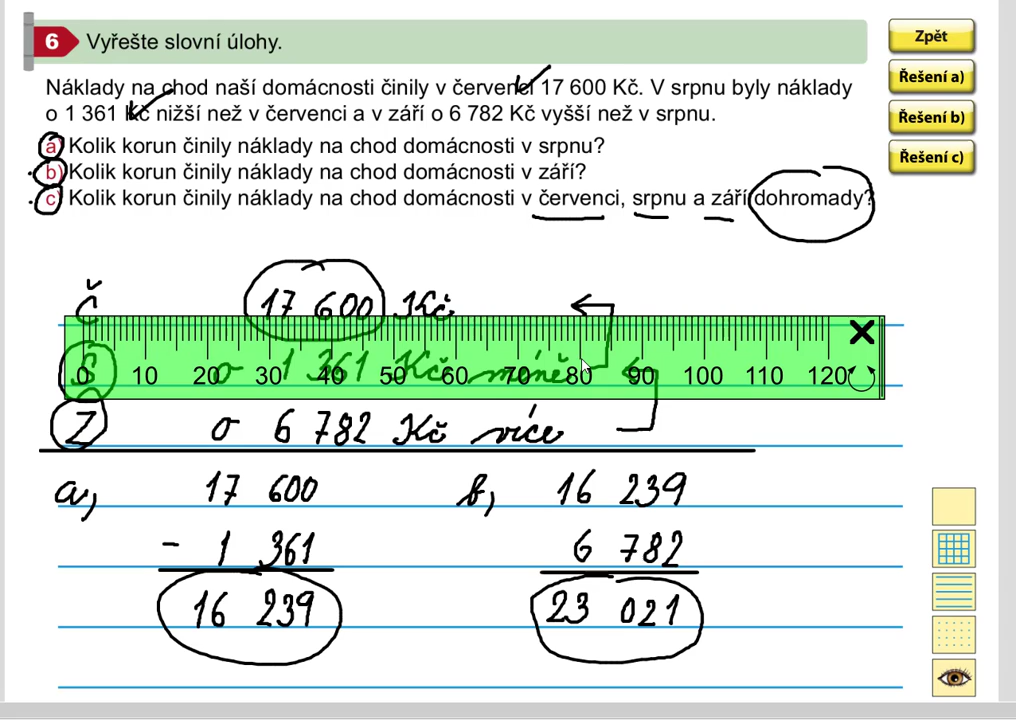 6 Vyřešte slovní úlohy.
Náklady na chod naší domácnosti činily v červenci 17 600 Kč. V srpnu byly náklady
o 1 361 Kč nižší než v červenci a v září o 6 782 Kč vyšší než v srpnu.
a) Kolik korun činily náklady na chod domácnosti v srpnu?
b) Kolik korun činily náklady na chod domácnosti v září?
c) Kolik korun činily náklady na chod domácnosti v červenci, srpnu a září dohromady?
Zpět
Řešení a)
Řešení b)
Řešení c)
Č 17 600 Kč
S o 1 361 Kč méně
0 10 20 30 40 50 60 70 80 90 100 110 120
Z o 6 782 Kč více
a, 17 600
- 1 361
16 239
b, 16 239
6 782
23 021